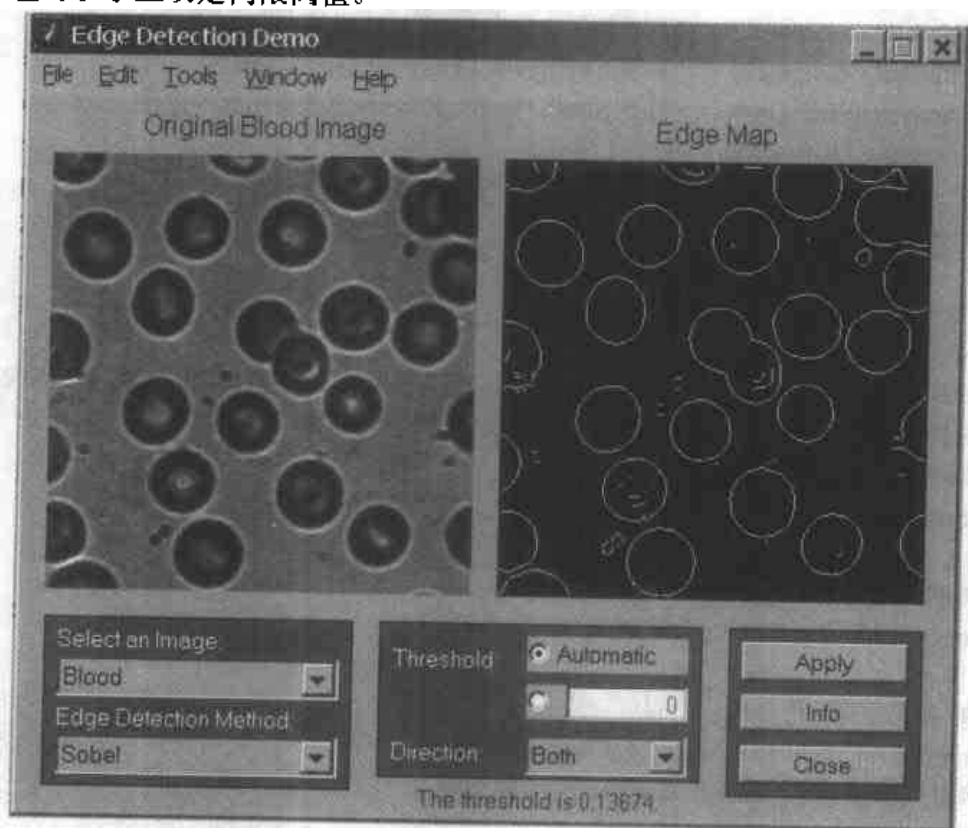 Edge Detection Demo
File Edit Tools Window Help
Original Blood Image
Edge Map
Select an Image:
Blood
Edge Detection Method:
Sobel
Threshold:
Automatic
0
Direction:
Both
Apply
Info
Close
The threshold is 0.13674.